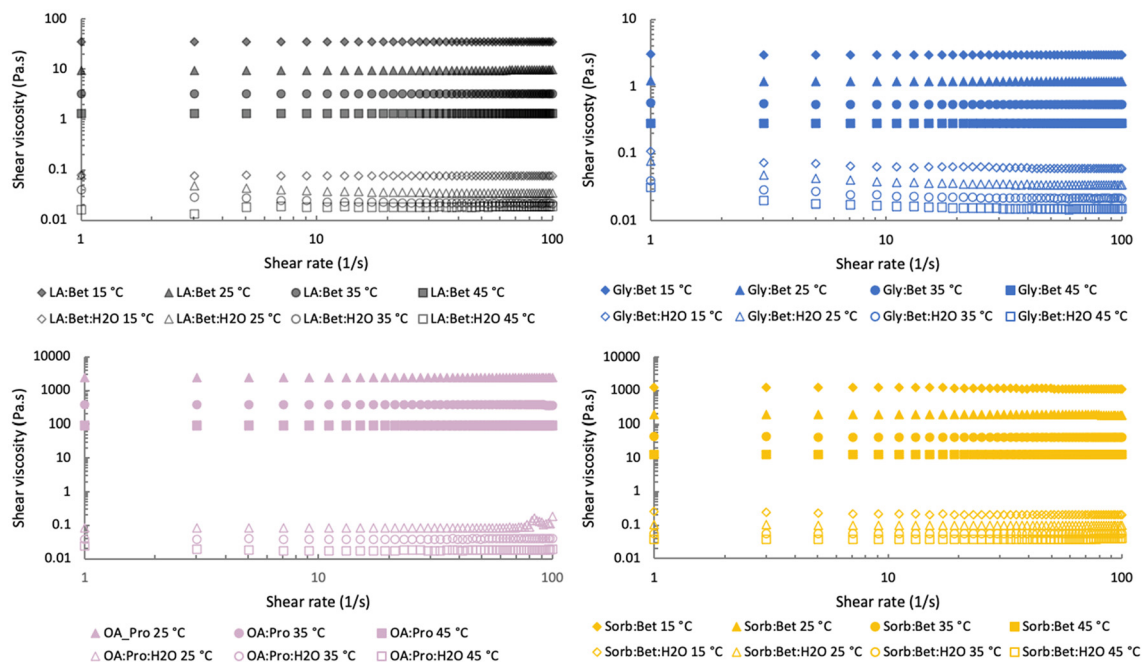 Shear viscosity (Pa.s)
100
10
1
0.1
0.01
1 10 100
Shear rate (1/s)
LA:Bet 15 °C LA:Bet 25 °C LA:Bet 35 °C LA:Bet 45 °C
LA:Bet:H2O 15 °C LA:Bet:H2O 25 °C LA:Bet:H2O 35 °C LA:Bet:H2O 45 °C
Shear viscosity (Pa.s)
10
1
0.1
0.01
1 10 100
Shear rate (1/s)
Gly:Bet 15 °C Gly:Bet 25 °C Gly:Bet 35 °C Gly:Bet 45 °C
Gly:Bet:H2O 15 °C Gly:Bet:H2O 25 °C Gly:Bet:H2O 35 °C Gly:Bet:H2O 45 °C
Shear viscosity (Pa.s)
10000
1000
100
10
1
0.1
0.01
1 10 100
Shear rate (1/s)
OA_Pro 25 °C OA:Pro 35 °C OA:Pro 45 °C
OA:Pro:H2O 25 °C OA:Pro:H2O 35 °C OA:Pro:H2O 45 °C
Shear viscosity (Pa.s)
10000
1000
100
10
1
0.1
0.01
1 10 100
Shear rate (1/s)
Sorb:Bet 15 °C Sorb:Bet 25 °C Sorb:Bet 35 °C Sorb:Bet 45 °C
Sorb:Bet:H2O 15 °C Sorb:Bet:H2O 25 °C Sorb:Bet:H2O 35 °C Sorb:Bet:H2O 45 °C